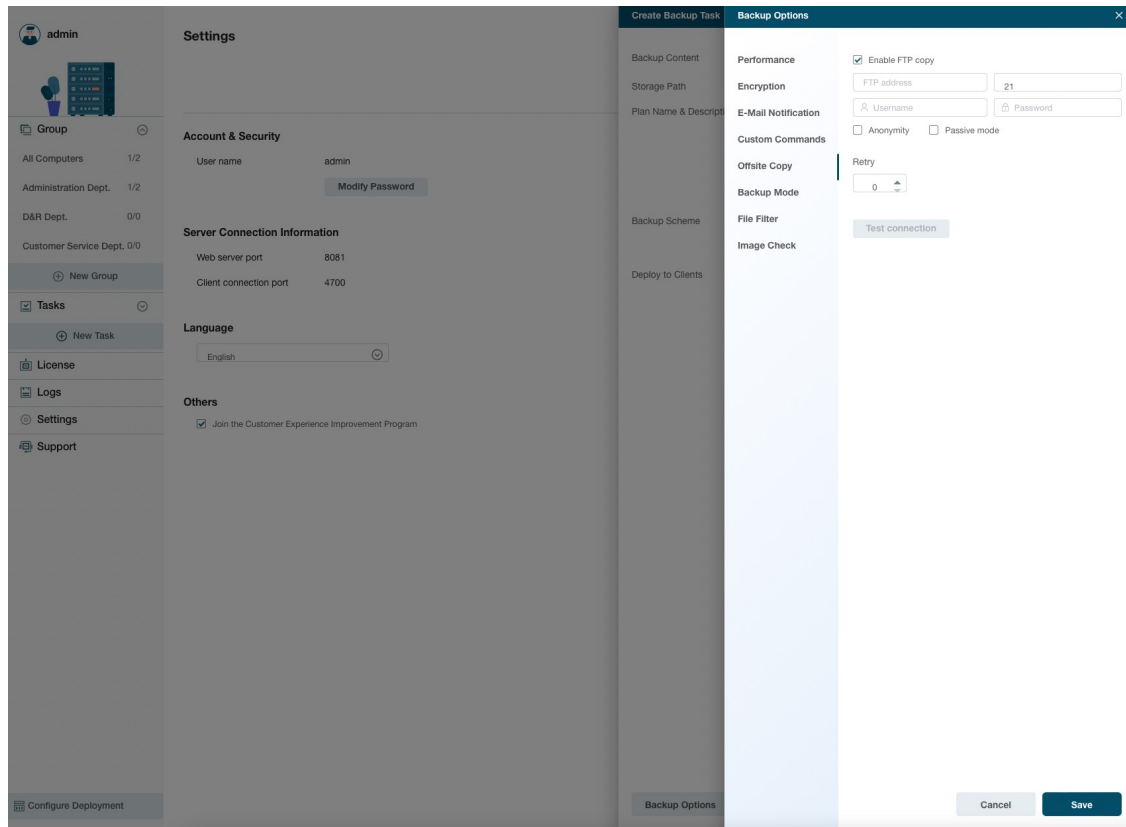 admin
Group
All Computers 1/2
Administration Dept. 1/2
D&R Dept. 0/0
Customer Service Dept. 0/0
New Group
Tasks
New Task
License
Logs
Settings
Support
Configure Deployment
Settings
Account & Security
User name admin
Modify Password
Server Connection Information
Web server port 8081
Client connection port 4700
Language
English
Others
Join the Customer Experience Improvement Program
Create Backup Task
Backup Content
Storage Path
Plan Name & Descripti
Backup Scheme
Deploy to Clients
Backup Options
Backup Options
Performance
Encryption
E-Mail Notification
Custom Commands
Offsite Copy
Backup Mode
File Filter
Image Check
Enable FTP copy
FTP address 21
Username Password
Anonymity Passive mode
Retry
0
Test connection
Cancel Save